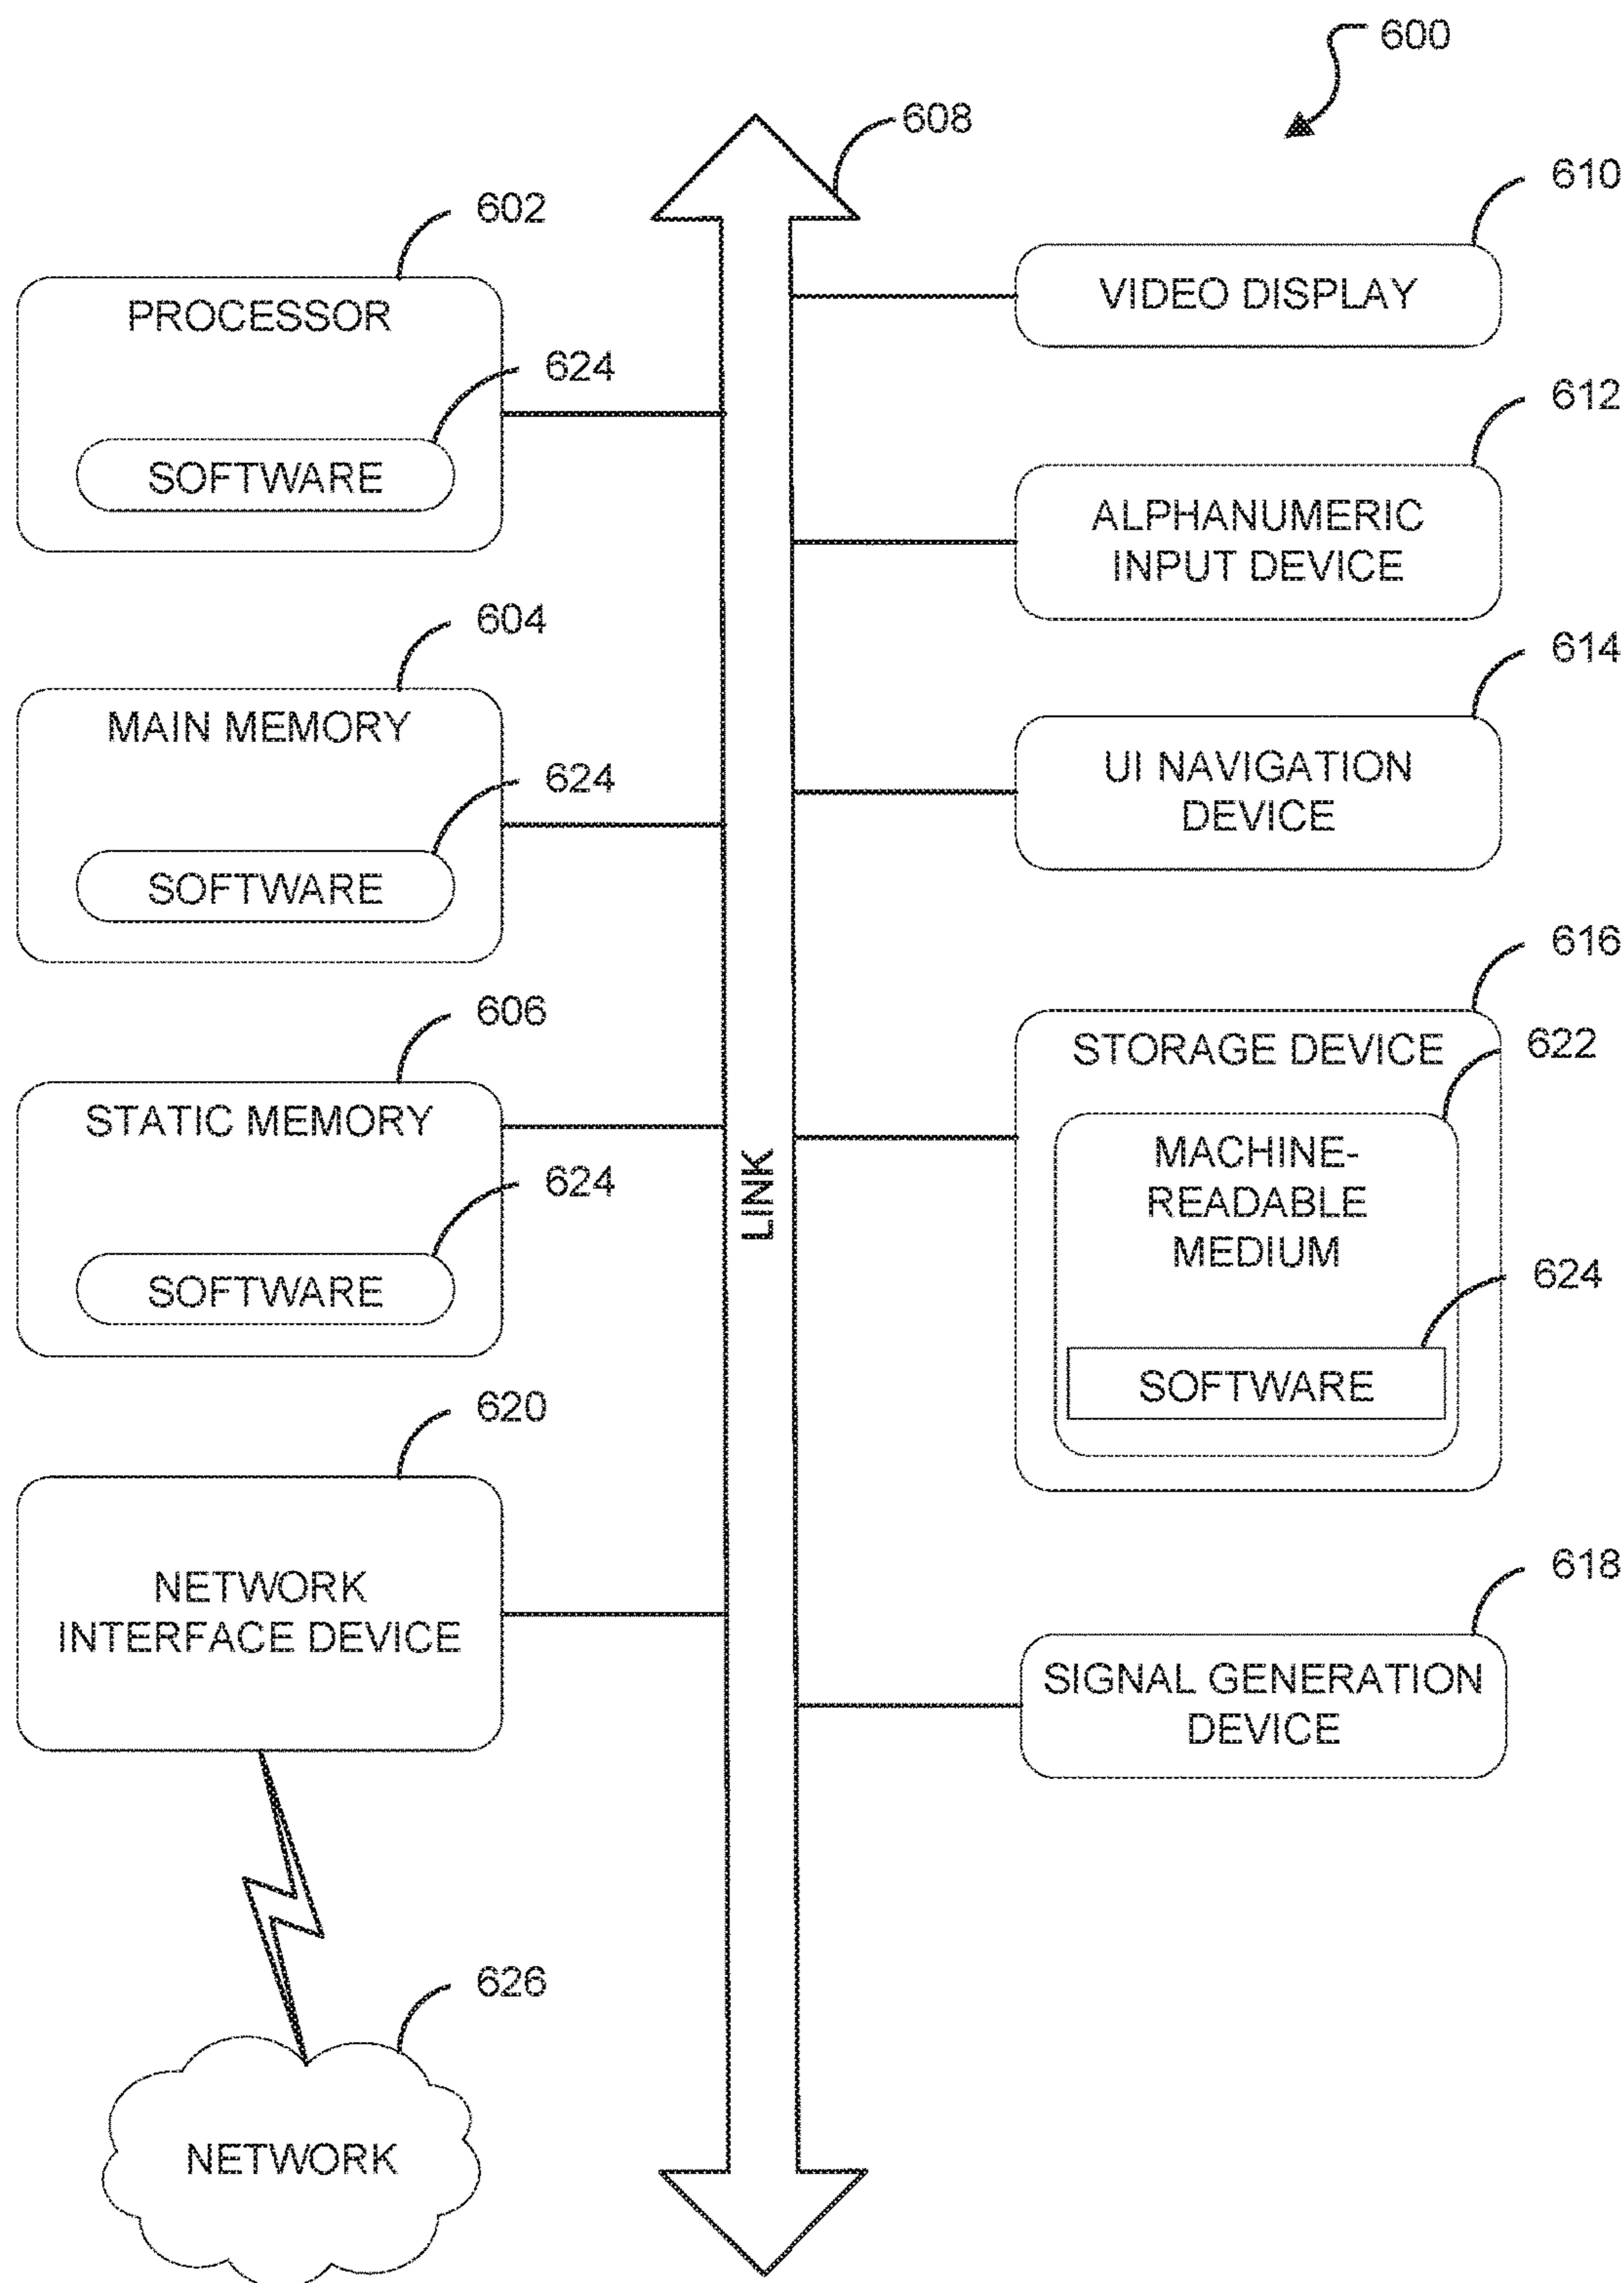 600
608
602
PROCESSOR
624
SOFTWARE
604
MAIN MEMORY
624
SOFTWARE
606
STATIC MEMORY
624
SOFTWARE
620
NETWORK
INTERFACE DEVICE
626
NETWORK
LINK
610
VIDEO DISPLAY
612
ALPHANUMERIC
INPUT DEVICE
614
UI NAVIGATION
DEVICE
616
STORAGE DEVICE
622
MACHINE-
READABLE
MEDIUM
624
SOFTWARE
618
SIGNAL GENERATION
DEVICE